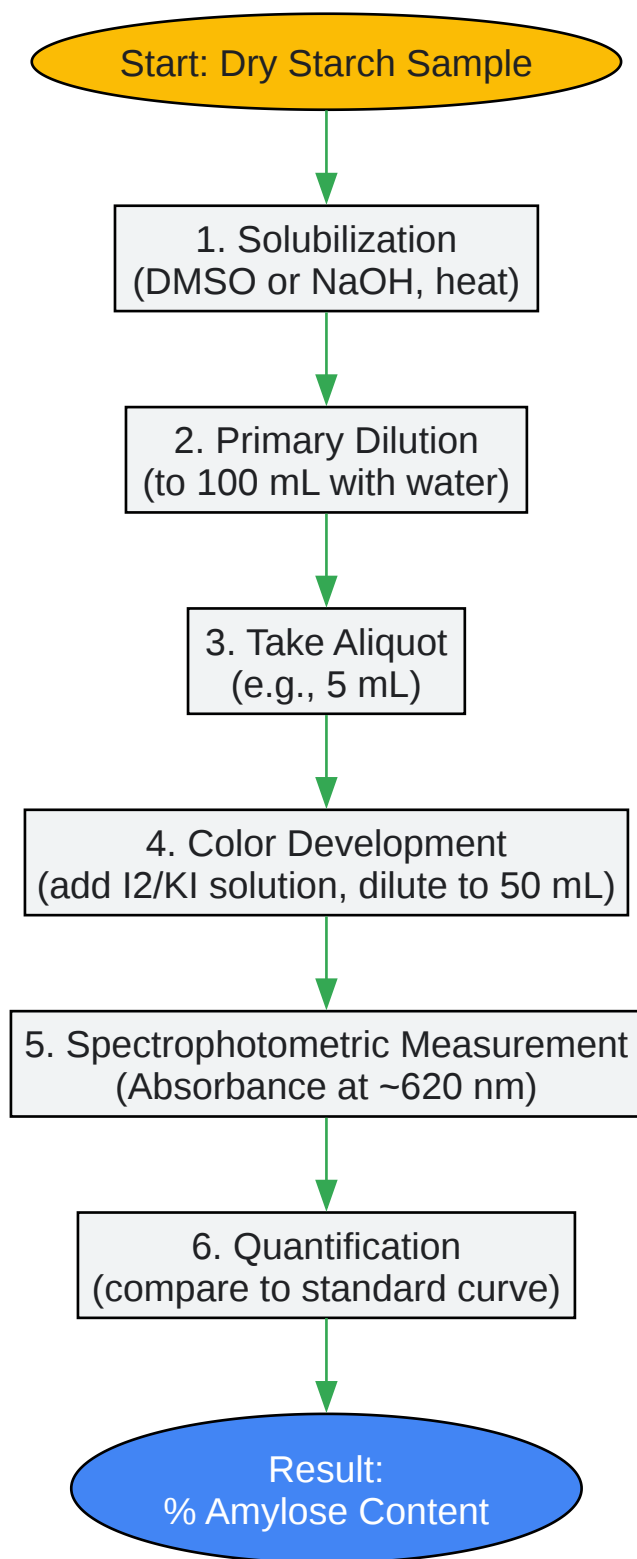 Start: Dry Starch Sample
1. Solubilization
(DMSO or NaOH, heat)
2. Primary Dilution
(to 100 mL with water)
3. Take Aliquot
(e.g., 5 mL)
4. Color Development
(add I2/KI solution, dilute to 50 mL)
5. Spectrophotometric Measurement
(Absorbance at ~620 nm)
6. Quantification
(compare to standard curve)
Result:
% Amylose Content